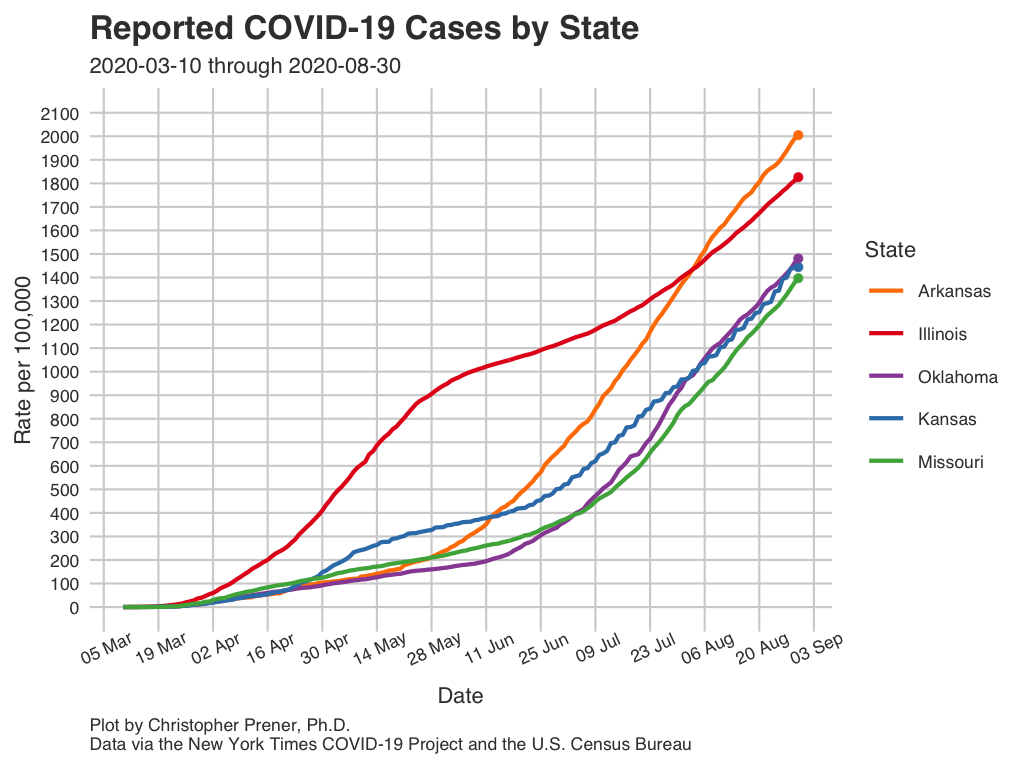 Reported COVID-19 Cases by State
2020-03-10 through 2020-08-30
2100
2000
1900
1800
1700
1600
1500
1400
1300
1200
1100
1000
900
800
700
600
500
400
300
200
100
0
Rate per 100,000
05 Mar
19 Mar
02 Apr
16 Apr
30 Apr
14 May
28 May
11 Jun
25 Jun
09 Jul
23 Jul
06 Aug
20 Aug
03 Sep
Date
State
Arkansas
Illinois
Oklahoma
Kansas
Missouri
Plot by Christopher Prener, Ph.D.
Data via the New York Times COVID-19 Project and the U.S. Census Bureau